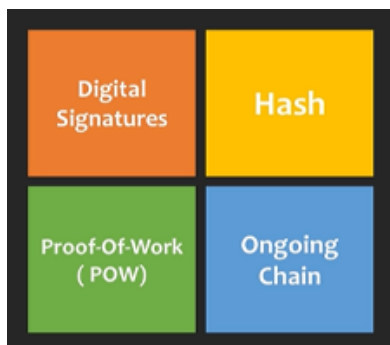 Digital
Signatures
Hash
Proof-Of-Work
( POW)
Ongoing
Chain